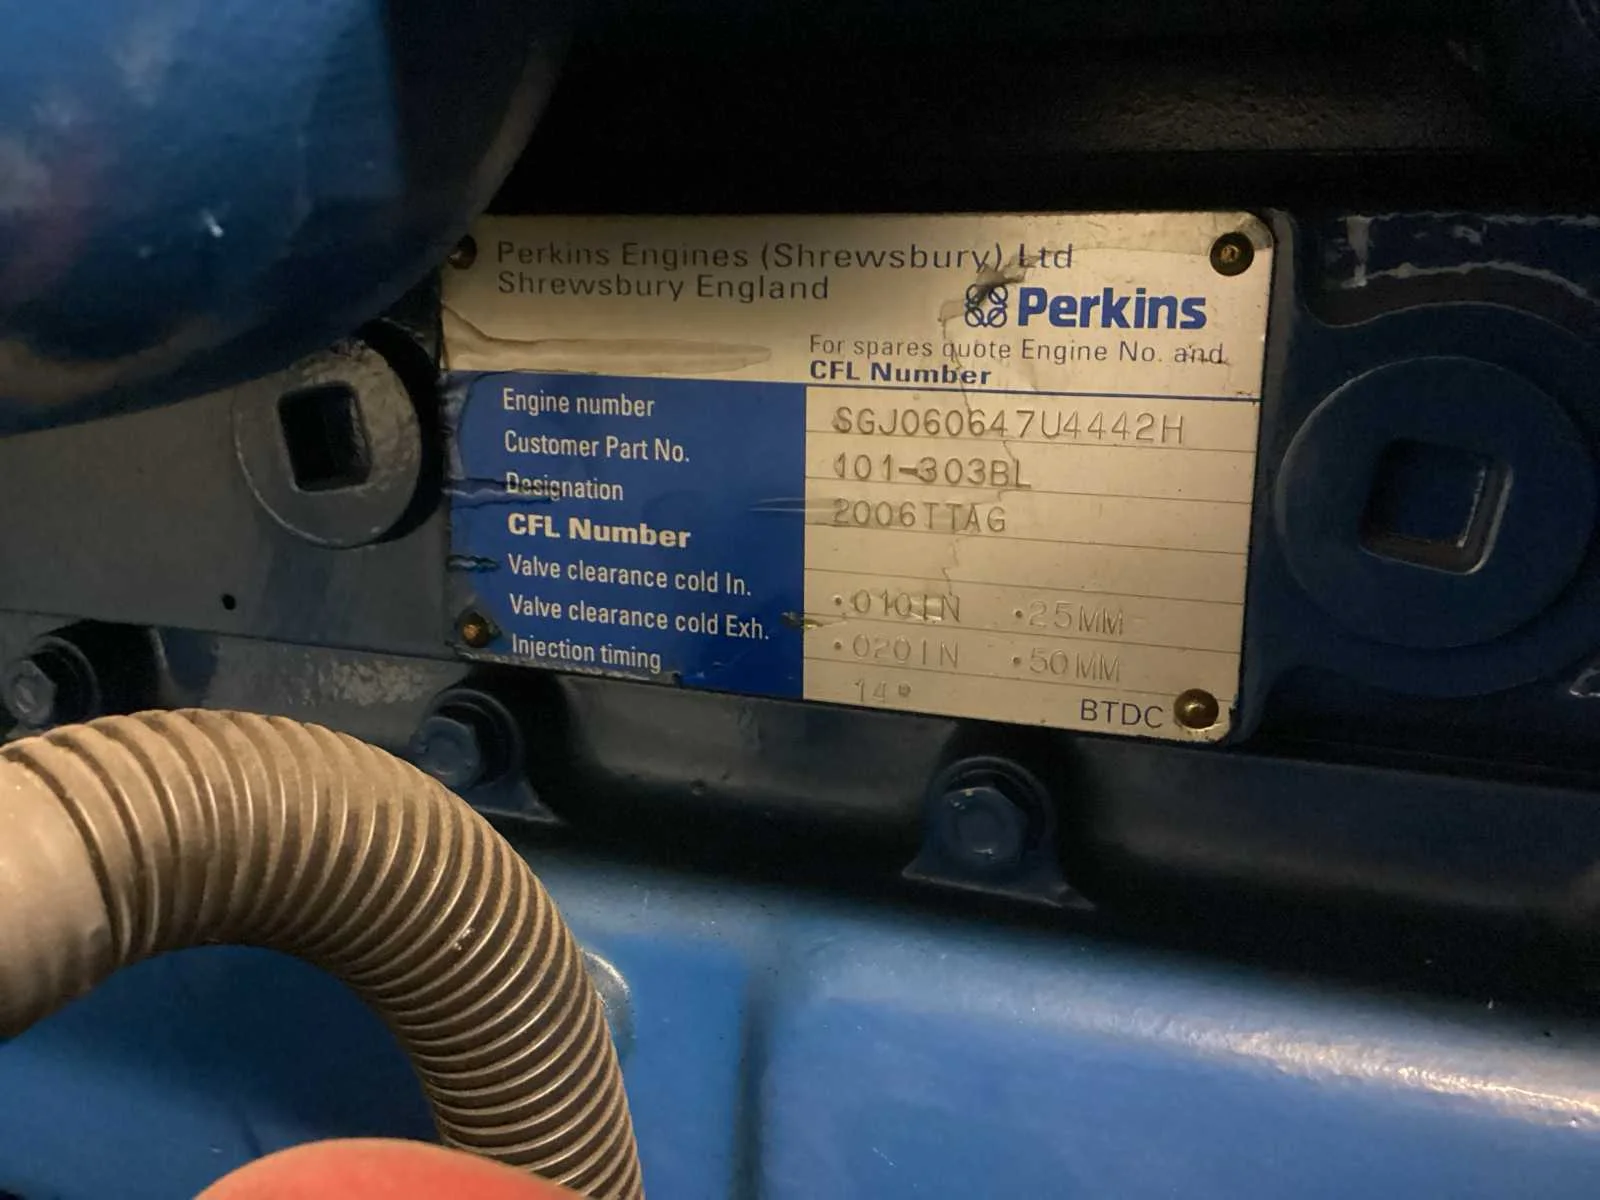 Perkins Engines (Shrewsbury) Ltd
Shrewsbury England
Perkins
For spares quote Engine No. and
CFL Number
Engine number SGJ060647U4442H
Customer Part No. 101-303BL
Designation 2006TTAG
CFL Number
Valve clearance cold In. .010IN .25MM
Valve clearance cold Exh. .020IN .50MM
Injection timing 14° BTDC